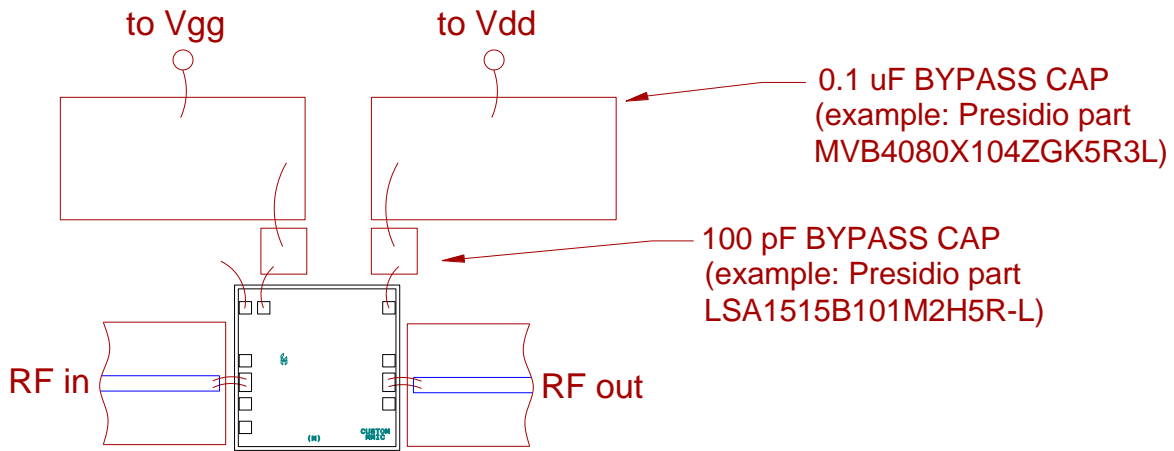 to Vgg
to Vdd
0.1 uF BYPASS CAP
(example: Presidio part
MVB4080X104ZGK5R3L)
100 pF BYPASS CAP
(example: Presidio part
LSA1515B101M2H5R-L)
RF in
RF out
CUSTOM
MMIC